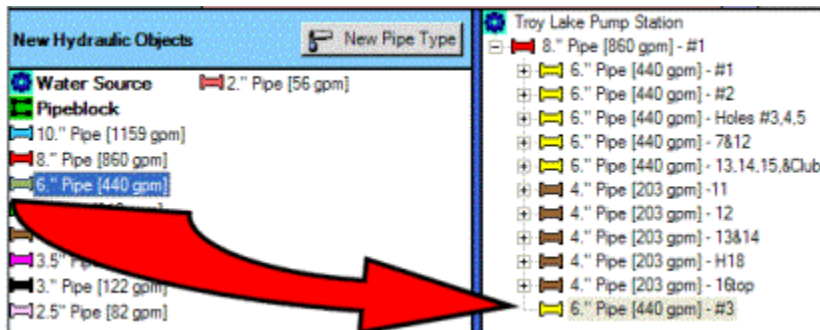 New Hydraulic Objects
New Pipe Type
Water Source
2." Pipe [56 gpm]
Pipeblock
10." Pipe [1159 gpm]
8." Pipe [860 gpm]
6." Pipe [440 gpm]
3.5"
3." Pipe [122 gpm]
2.5" Pipe [82 gpm]
Troy Lake Pump Station
8." Pipe [860 gpm] - #1
6." Pipe [440 gpm] - #1
6." Pipe [440 gpm] - #2
6." Pipe [440 gpm] - Holes #3,4,5
6." Pipe [440 gpm] - 7&12
6." Pipe [440 gpm] - 13.14.15,&Club
4." Pipe [203 gpm] -11
4." Pipe [203 gpm] - 12
4." Pipe [203 gpm] - 13&14
4." Pipe [203 gpm] - H18
4." Pipe [203 gpm] - 16top
6." Pipe [440 gpm] - #3